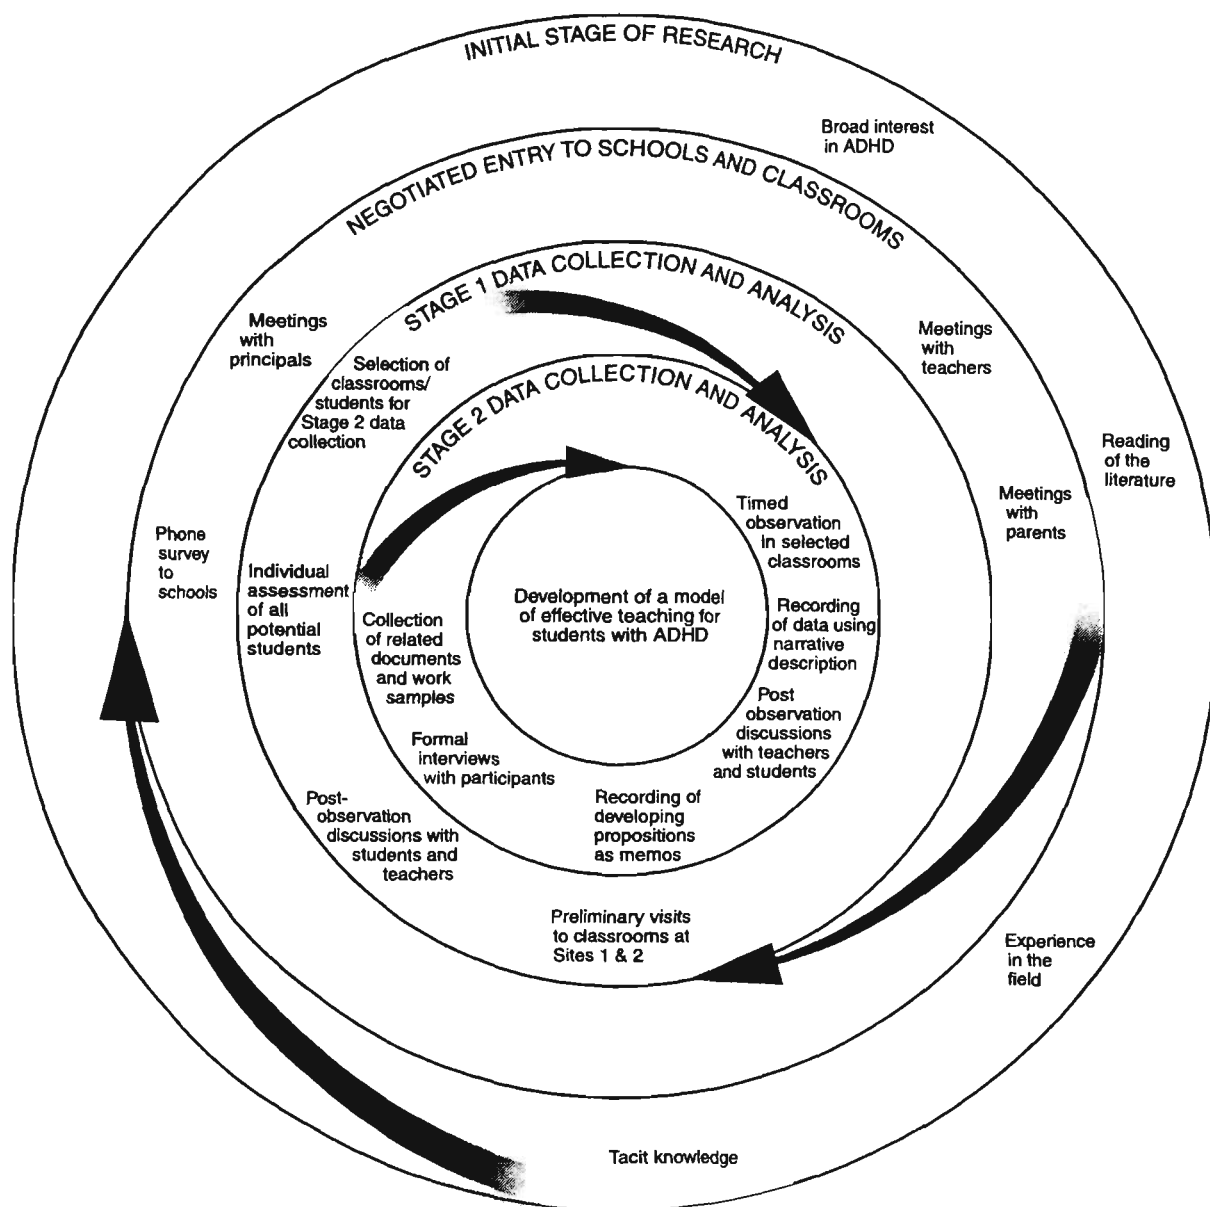 INITIAL STAGE OF RESEARCH
Broad interest
in ADHD
Reading
of the
literature
Experience
in the
field
Tacit knowledge
NEGOTIATED ENTRY TO SCHOOLS AND CLASSROOMS
Phone
survey
to
schools
Meetings
with
principals
Meetings
with
teachers
Meetings
with
parents
STAGE 1 DATA COLLECTION AND ANALYSIS
Preliminary visits
to classrooms at
Sites 1 & 2
Post-
observation
discussions with
students and
teachers
Individual
assessment
of all
potential
students
Selection of
classrooms/
students for
Stage 2 data
collection
STAGE 2 DATA COLLECTION AND ANALYSIS
Timed
observation
in selected
classrooms
Recording
of data using
narrative
description
Post
observation
discussions
with teachers
and students
Recording of
developing
propositions
as memos
Formal
interviews
with participants
Collection
of related
documents
and work
samples
Development of a model
of effective teaching for
students with ADHD